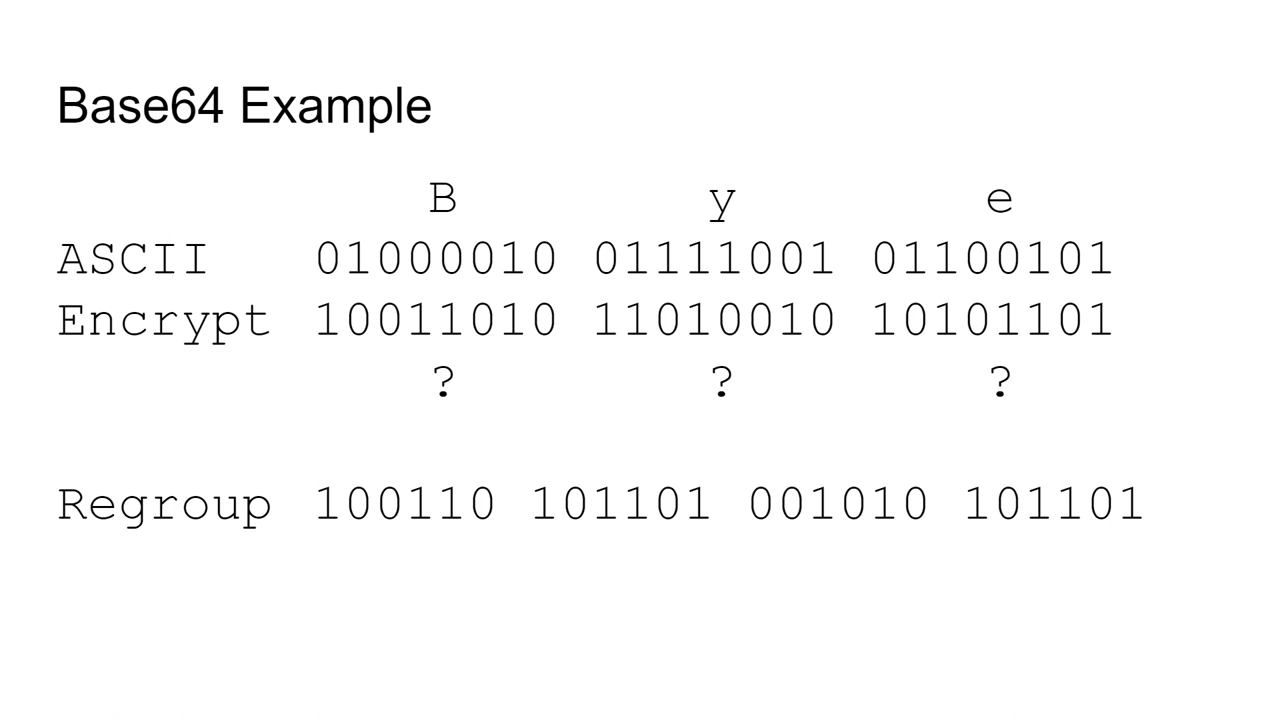 Base64 Example
B y e
ASCII 01000010 01111001 01100101
Encrypt 10011010 11010010 10101101
? ? ?
Regroup 100110 101101 001010 101101